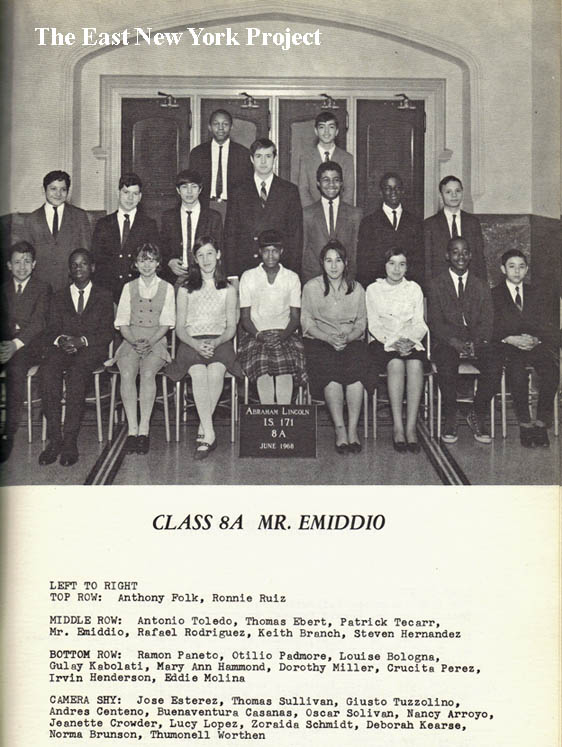 The East New York Project
ABRAHAM LINCOLN
I.S. 171
8A
JUNE 1968
CLASS 8A MR. EMIDDIO
LEFT TO RIGHT
TOP ROW: Anthony Folk, Ronnie Ruiz
MIDDLE ROW: Antonio Toledo, Thomas Ebert, Patrick Tecarr,
Mr. Emiddio, Rafael Rodriguez, Keith Branch, Steven Hernandez
BOTTOM ROW: Ramon Paneto, Otilio Padmore, Louise Bologna,
Gulay Kabolati, Mary Ann Hammond, Dorothy Miller, Crucita Perez,
Irvin Henderson, Eddie Molina
CAMERA SHY: Jose Esterez, Thomas Sullivan, Giusto Tuzzolino,
Andres Centeno, Buenaventura Casanas, Oscar Solivan, Nancy Arroyo,
Jeanette Crowder, Lucy Lopez, Zoraida Schmidt, Deborah Kearse,
Norma Brunson, Thumonell Worthen